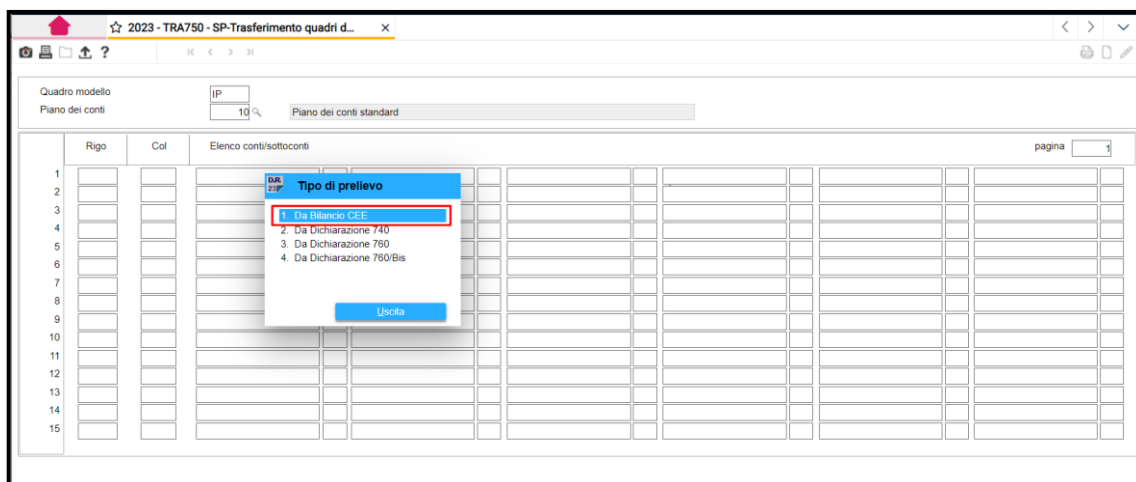 2023 - TRA750 - SP-Trasferimento quadri d...
Quadro modello IP
Piano dei conti 10 Piano dei conti standard
Rigo Col Elenco conti/sottoconti pagina 1
1
2
3
4
5
6
7
8
9
10
11
12
13
14
15
Tipo di prelievo
1. Da Bilancio CEE
2. Da Dichiarazione 740
3. Da Dichiarazione 760
4. Da Dichiarazione 760/Bis
Uscita